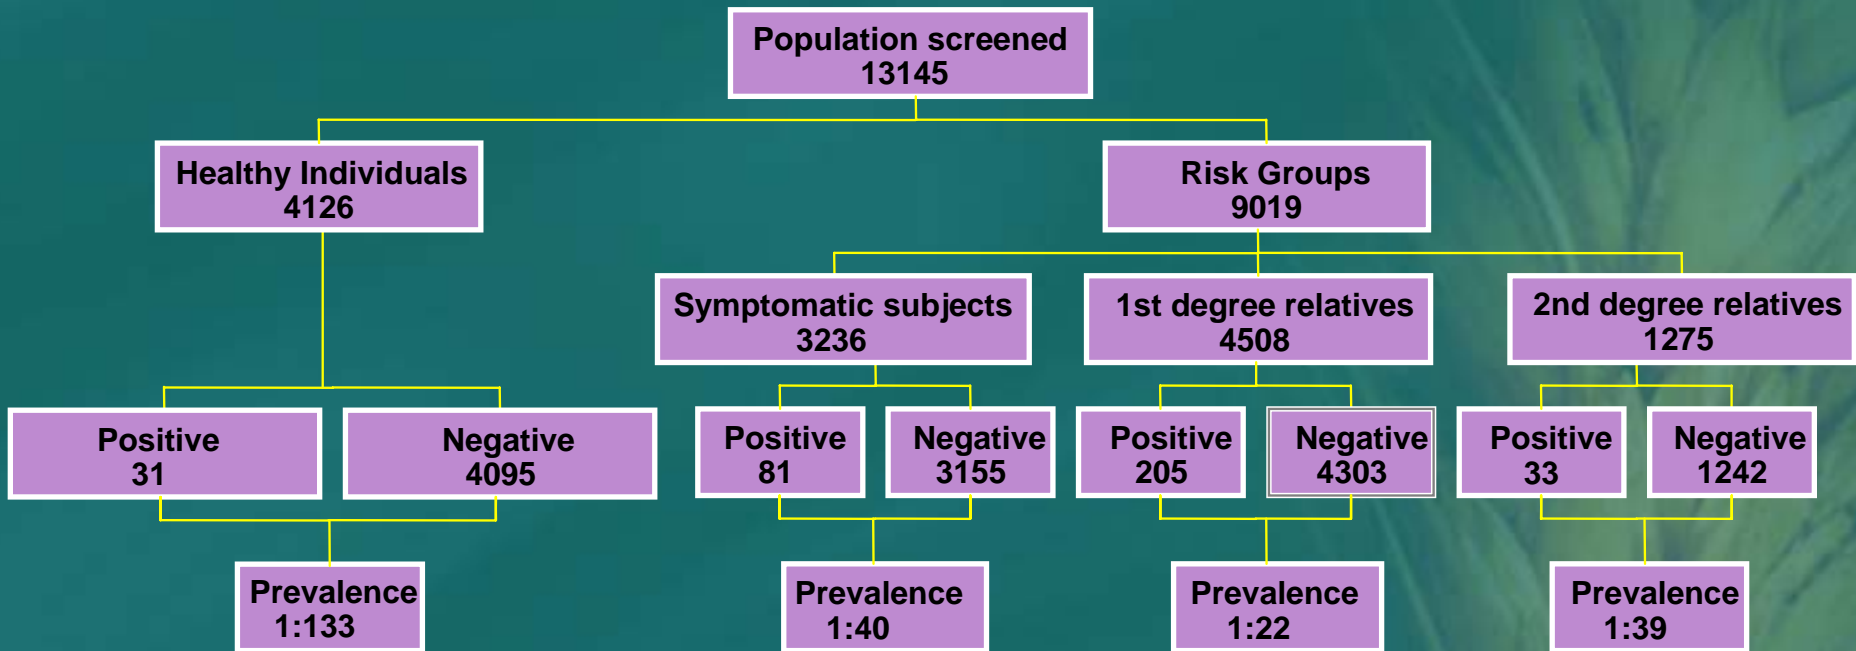 Population screened
13145
Healthy Individuals
4126
Risk Groups
9019
Symptomatic subjects
3236
1st degree relatives
4508
2nd degree relatives
1275
Positive
31
Negative
4095
Positive
81
Negative
3155
Positive
205
Negative
4303
Positive
33
Negative
1242
Prevalence
1:133
Prevalence
1:40
Prevalence
1:22
Prevalence
1:39